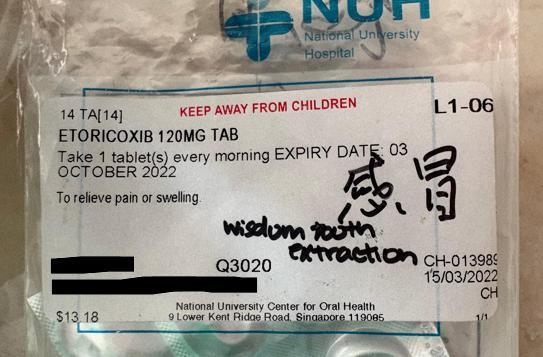 NUH
National University
Hospital
14 TA[14]
KEEP AWAY FROM CHILDREN
L1-06
ETORICOXIB 120MG TAB
Take 1 tablet(s) every morning EXPIRY DATE: 03
OCTOBER 2022
To relieve pain or swelling.
感冒
wisdom tooth
extraction
CH-013989
Q3020
15/03/2022
CH
National University Center for Oral Health
$13.18
9 Lower Kent Ridge Road, Singapore 119085
1/1